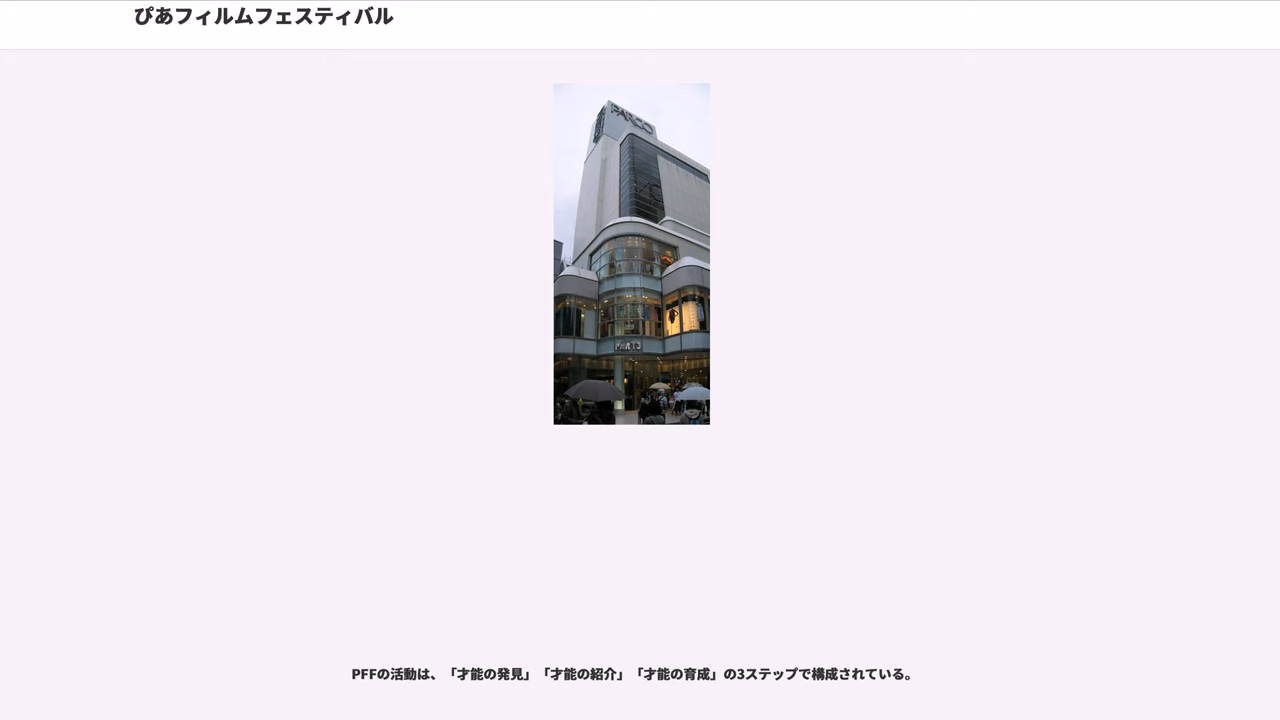 ぴあフィルムフェスティバル
PARCO
PART3
PFFの活動は、「才能の発見」「才能の紹介」「才能の育成」の3ステップで構成されている。